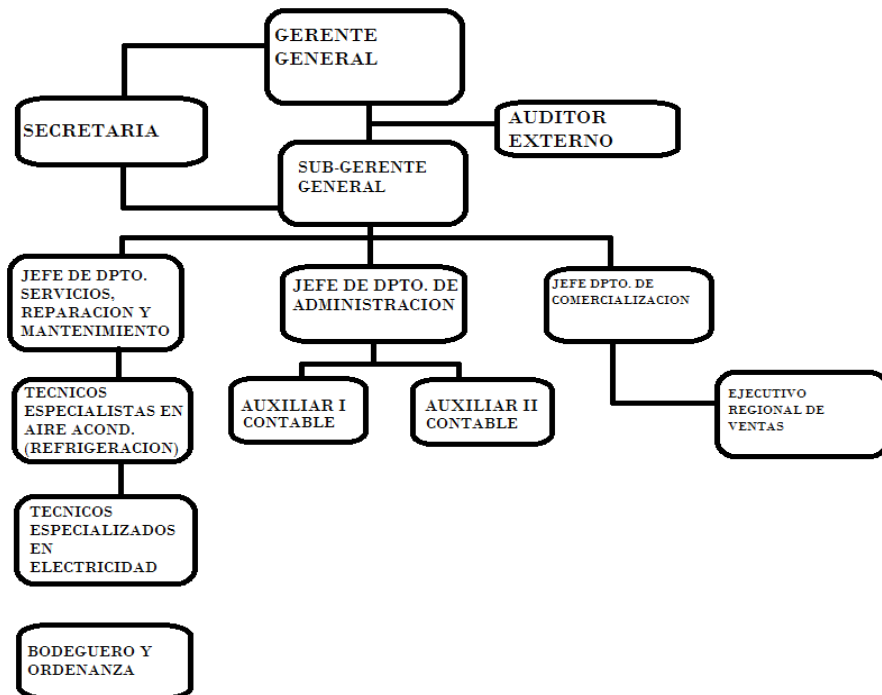 GERENTE
GENERAL
SECRETARIA
AUDITOR
EXTERNO
SUB-GERENTE
GENERAL
JEFE DE DPTO.
SERVICIOS,
REPARACION Y
MANTENIMIENTO
JEFE DE DPTO. DE
ADMINISTRACION
JEFE DPTO. DE
COMERCIALIZACION
TECNICOS
ESPECIALISTAS EN
AIRE ACOND.
(REFRIGERACION)
AUXILIAR I
CONTABLE
AUXILIAR II
CONTABLE
EJECUTIVO
REGIONAL DE
VENTAS
TECNICOS
ESPECIALIZADOS
EN
ELECTRICIDAD
BODEGUERO Y
ORDENANZA